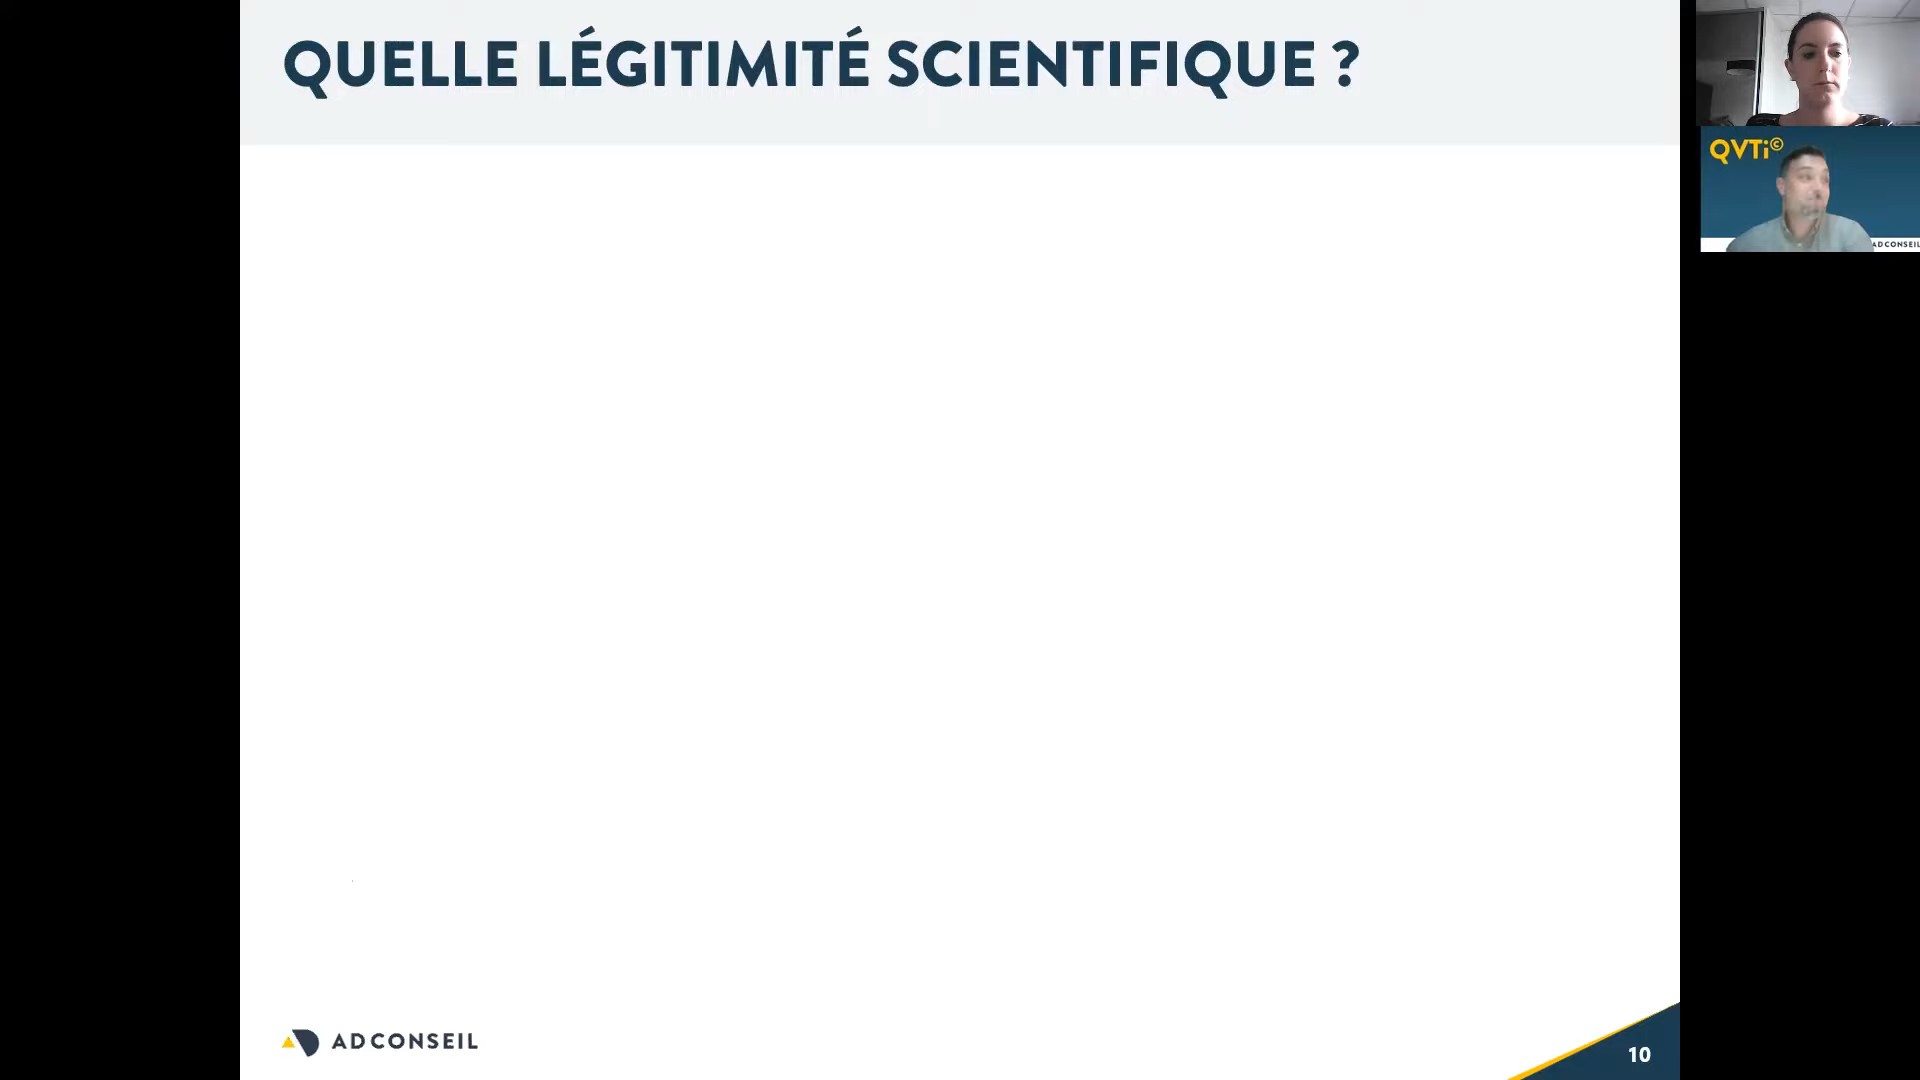 QUELLE LÉGITIMITÉ SCIENTIFIQUE ?
QVTi©
ADCONSEIL
ADCONSEIL
10